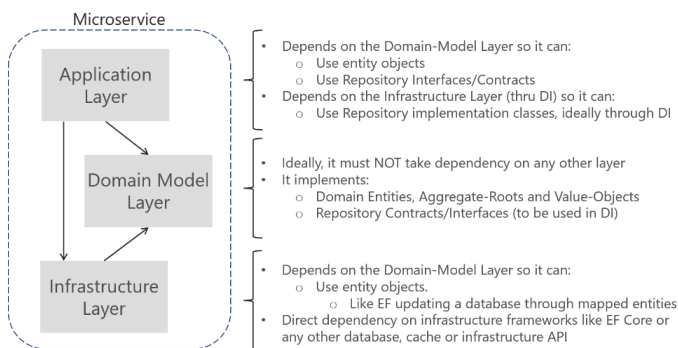 Microservice
Application
Layer
• Depends on the Domain-Model Layer so it can:
o Use entity objects
o Use Repository Interfaces/Contracts
• Depends on the Infrastructure Layer (thru DI) so it can:
o Use Repository implementation classes, ideally through DI
Domain Model
Layer
• Ideally, it must NOT take dependency on any other layer
• It implements:
o Domain Entities, Aggregate-Roots and Value-Objects
o Repository Contracts/Interfaces (to be used in DI)
Infrastructure
Layer
• Depends on the Domain-Model Layer so it can:
o Use entity objects.
o Like EF updating a database through mapped entities
• Direct dependency on infrastructure frameworks like EF Core or
any other database, cache or infrastructure API